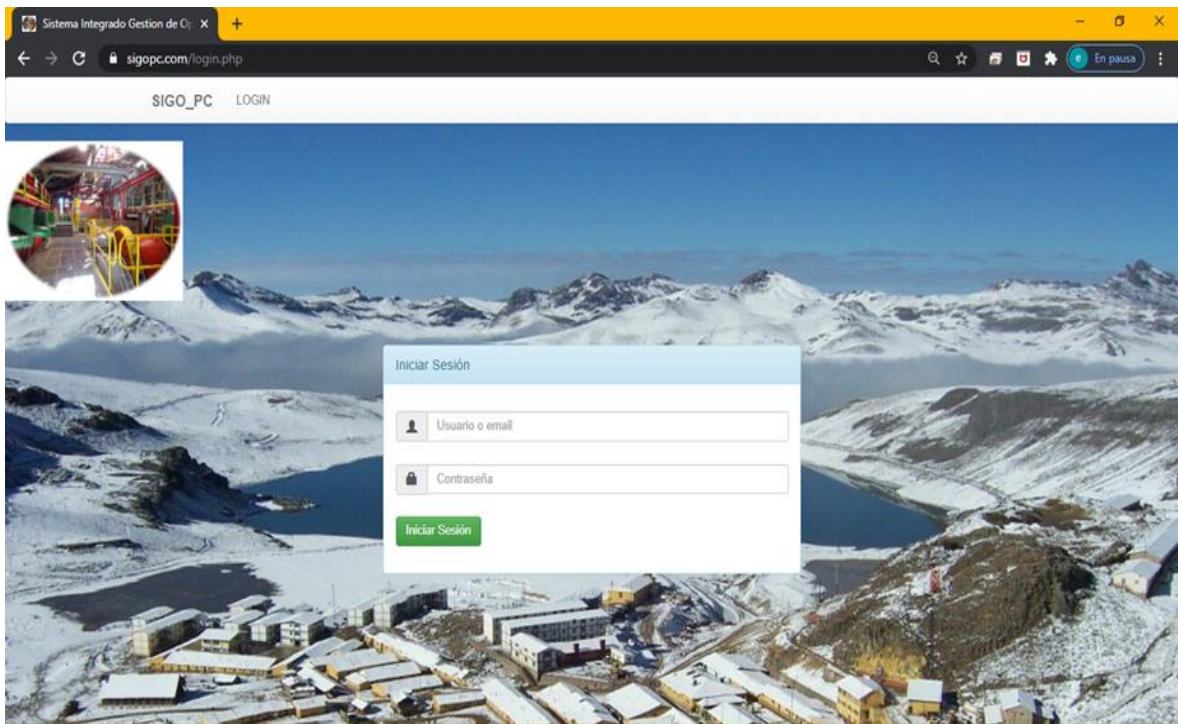 Sistema Integrado Gestion de O
sigopc.com/login.php
e En pausa
SIGO_PC LOGIN
Iniciar Sesión
Usuario o email
Contraseña
Iniciar Sesión